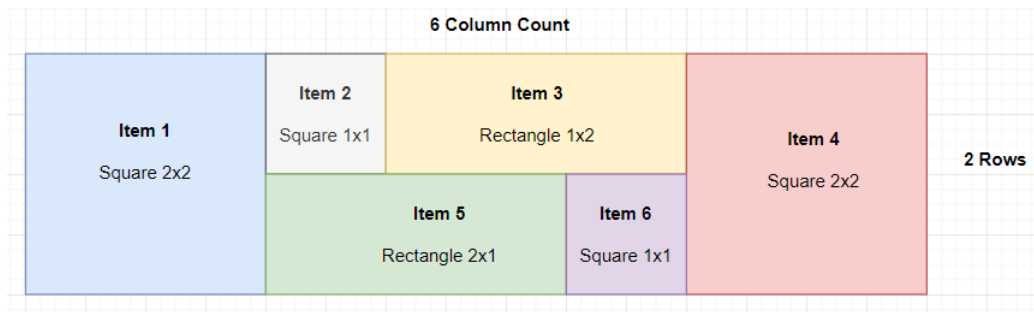 6 Column Count
Item 1
Square 2x2
Item 2
Square 1x1
Item 3
Rectangle 1x2
Item 4
Square 2x2
2 Rows
Item 5
Rectangle 2x1
Item 6
Square 1x1